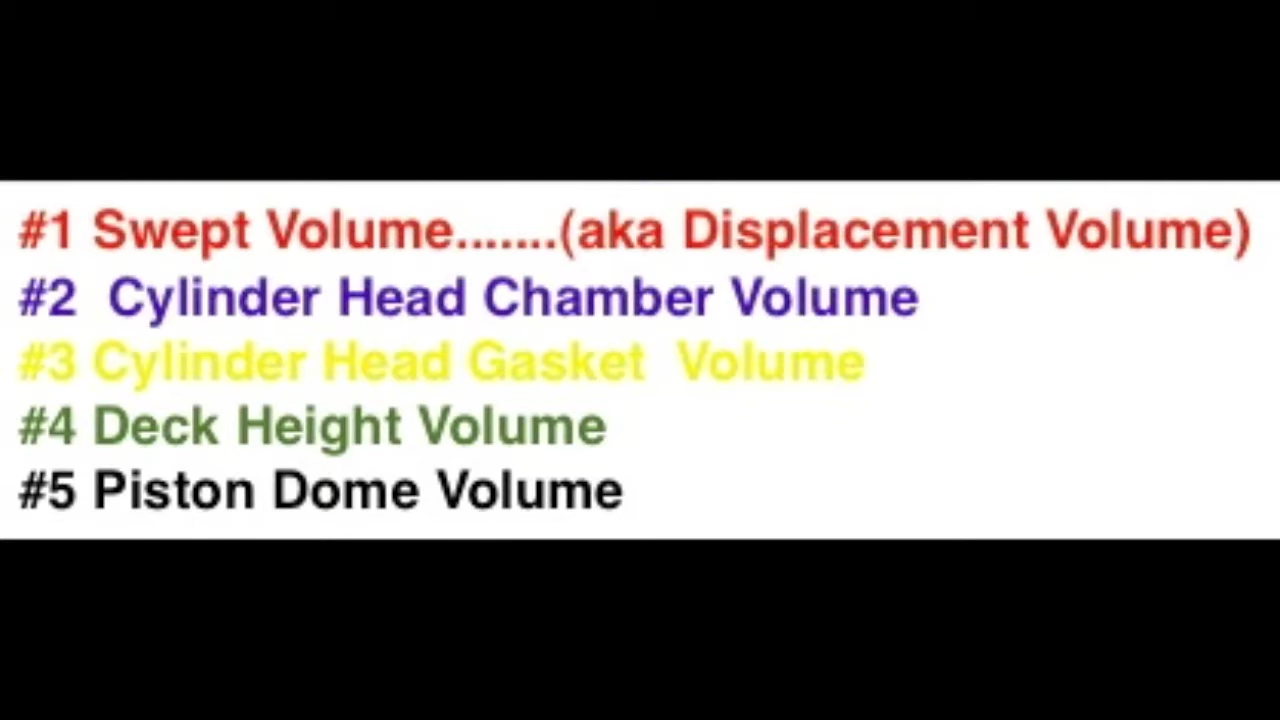 #1 Swept Volume.......(aka Displacement Volume)
#2  Cylinder Head Chamber Volume
#3 Cylinder Head Gasket  Volume
#4 Deck Height Volume
#5 Piston Dome Volume